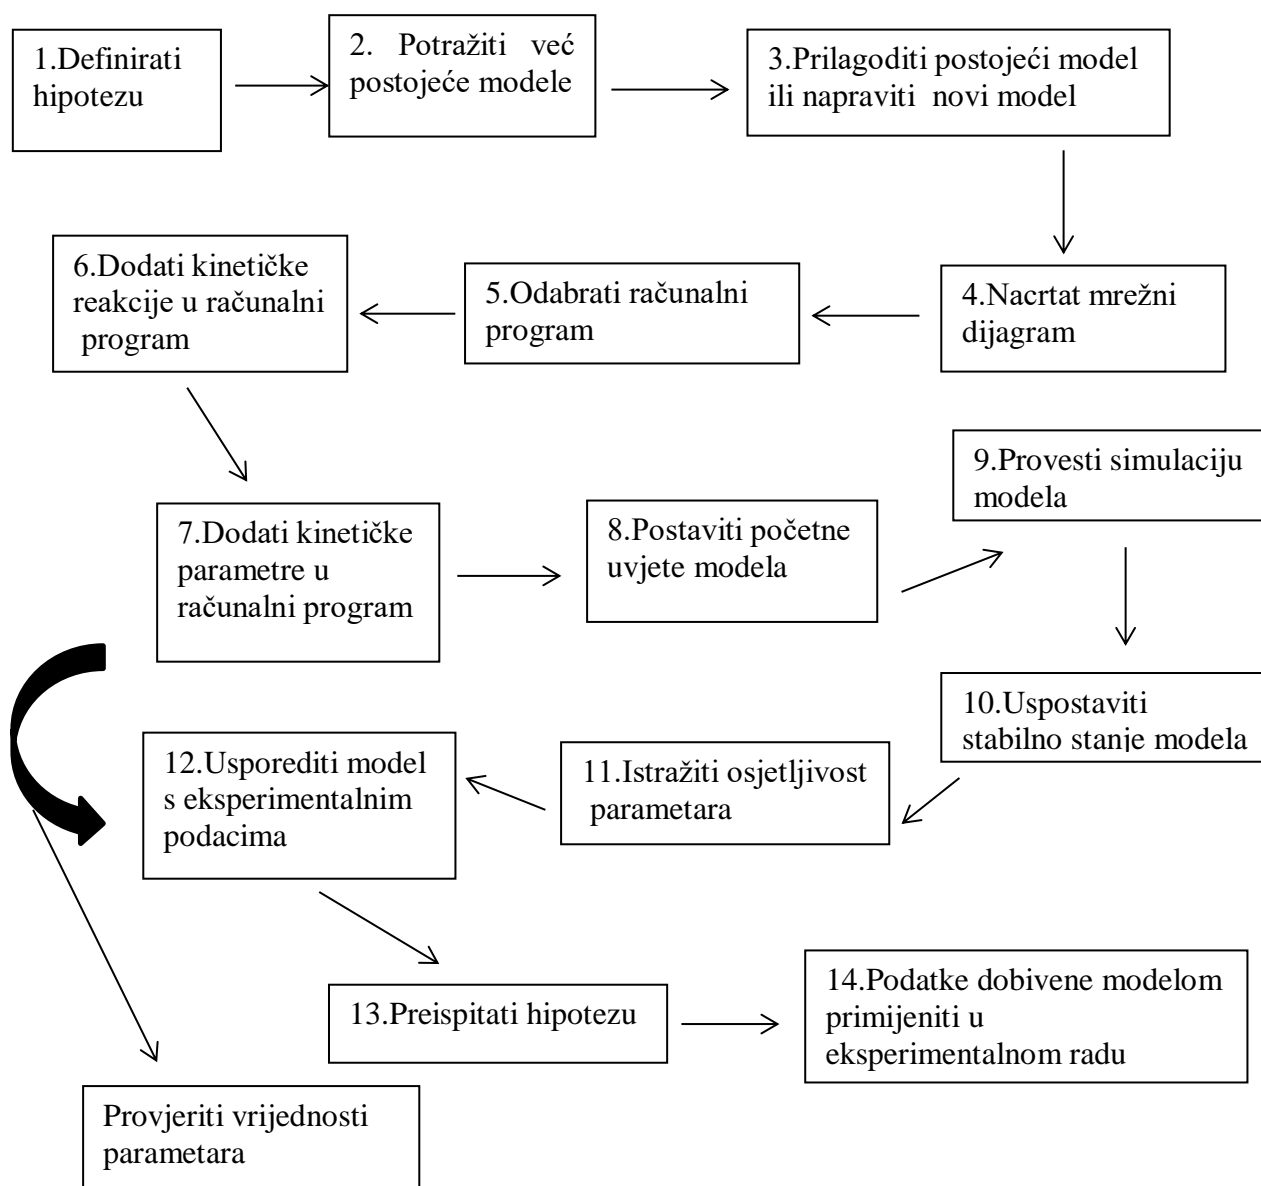 1.Definirati
hipotezu
2. Potražiti već
postojeće modele
3.Prilagoditi postojeći model
ili napraviti novi model
4.Nacrtat mrežni
dijagram
5.Odabrati računalni
program
6.Dodati kinetičke
reakcije u računalni
program
7.Dodati kinetičke
parametre u
računalni program
8.Postaviti početne
uvjete modela
9.Provesti simulaciju
modela
10.Uspostaviti
stabilno stanje modela
11.Istražiti osjetljivost
parametara
12.Usporediti model
s eksperimentalnim
podacima
13.Preispitati hipotezu
14.Podatke dobivene modelom
primijeniti u
eksperimentalnom radu
Provjeriti vrijednosti
parametara